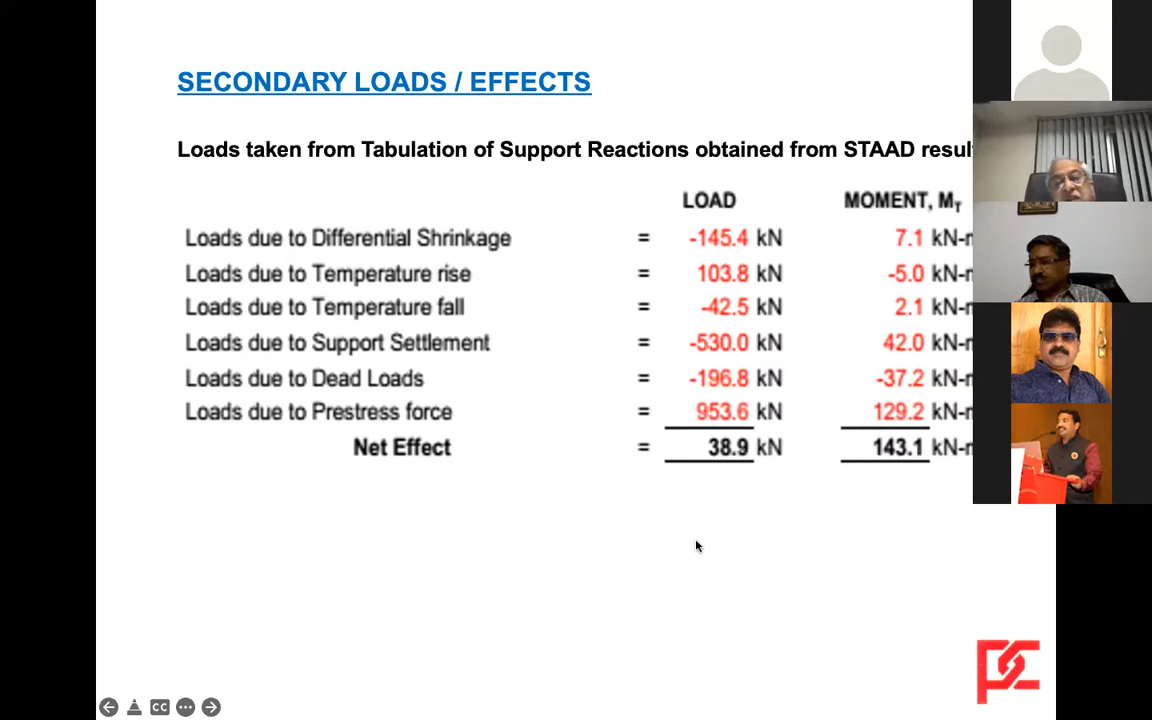 SECONDARY LOADS / EFFECTS
Loads taken from Tabulation of Support Reactions obtained from STAAD
LOAD MOMENT, MT
Loads due to Differential Shrinkage = -145.4 kN 7.1 kN-
Loads due to Temperature rise = 103.8 kN -5.0 kN-
Loads due to Temperature fall = -42.5 kN 2.1 kN-
Loads due to Support Settlement = -530.0 kN 42.0 kN-
Loads due to Dead Loads = -196.8 kN -37.2 kN-
Loads due to Prestress force = 953.6 kN 129.2 kN-
Net Effect = 38.9 kN 143.1 kN-
CC